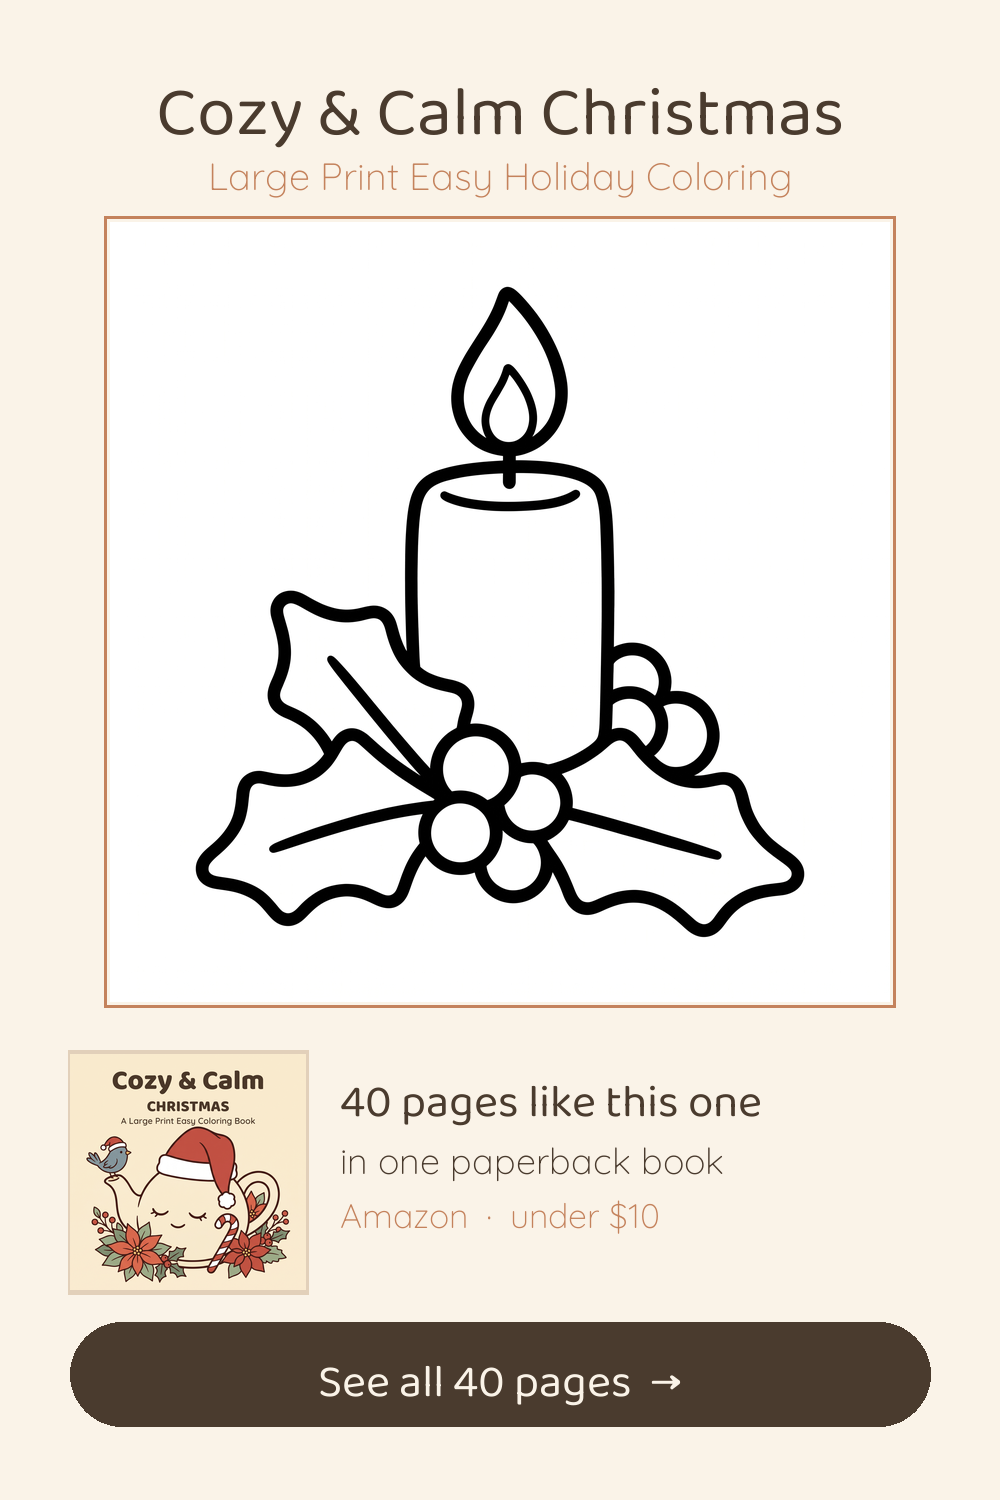 Cozy & Calm Christmas
Large Print Easy Holiday Coloring
Cozy & Calm
CHRISTMAS
A Large Print Easy Coloring Book
40 pages like this one
in one paperback book
Amazon · under $10
See all 40 pages →